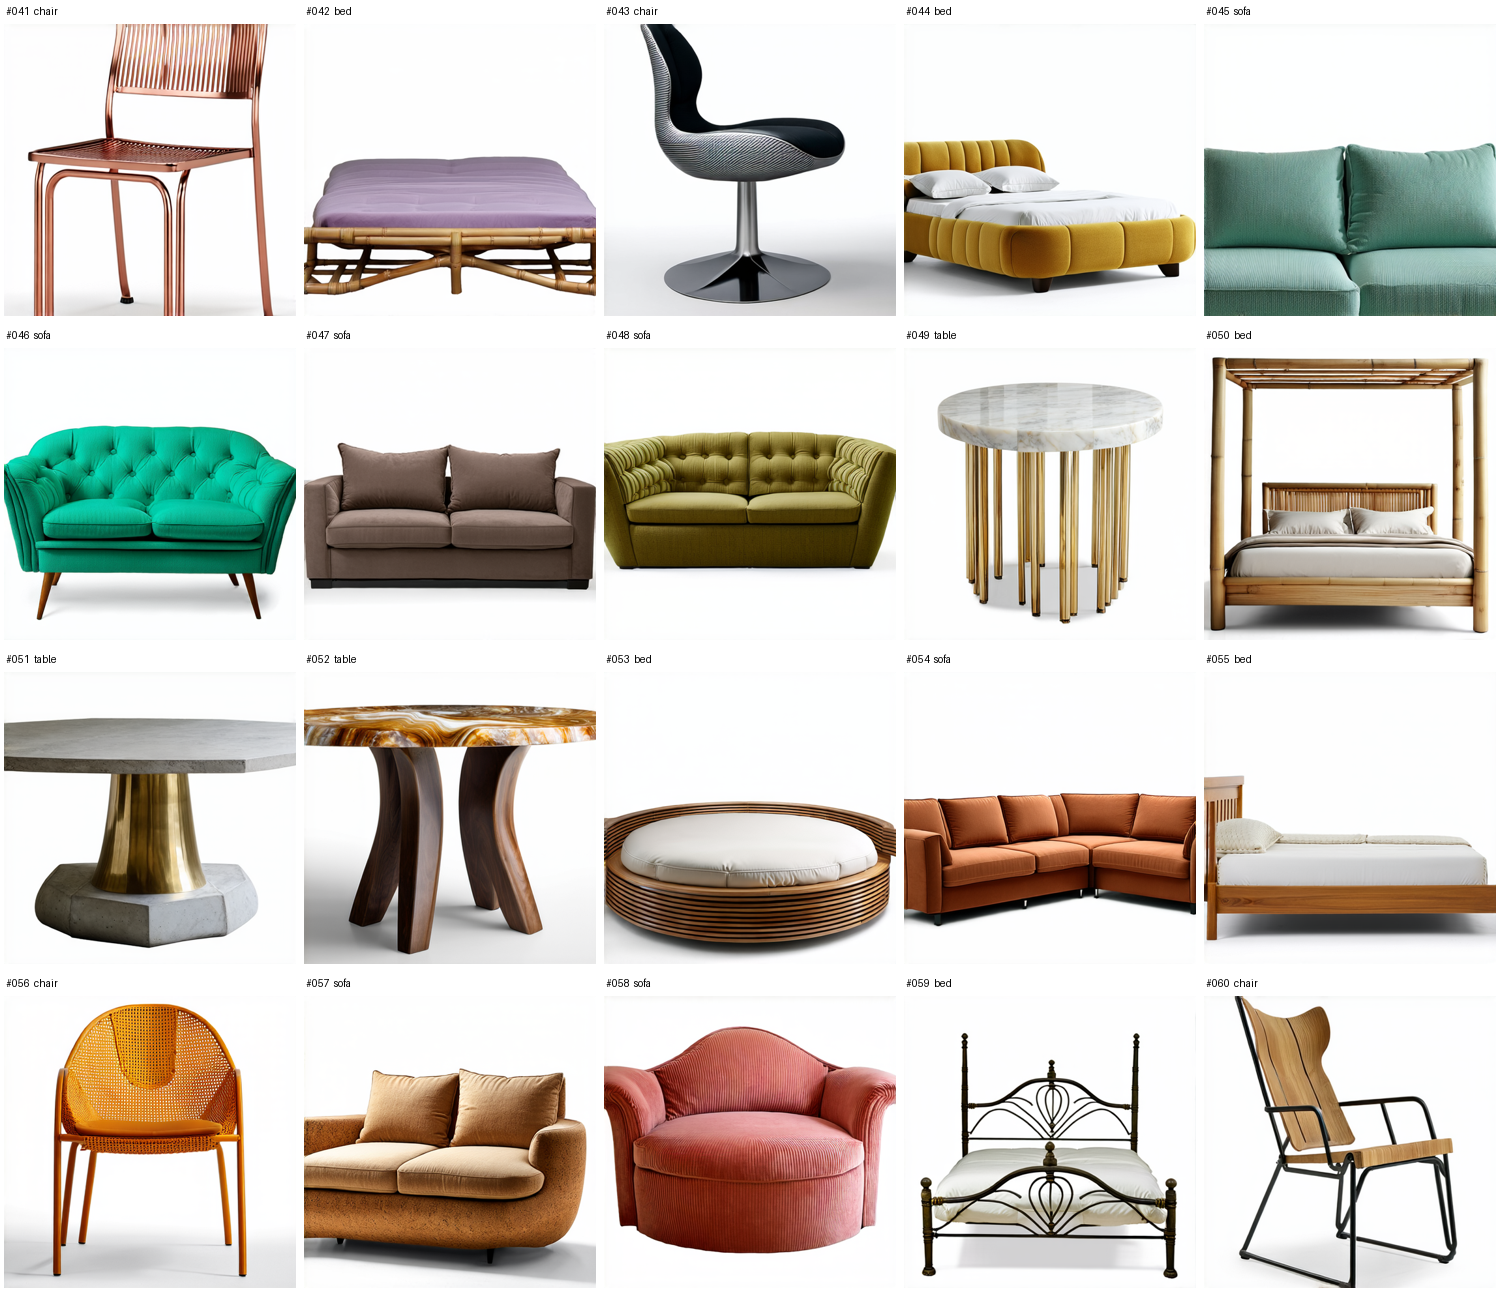 #041 chair
#042 bed
#043 chair
#044 bed
#045 sofa
#046 sofa
#047 sofa
#048 sofa
#049 table
#050 bed
#051 table
#052 table
#053 bed
#054 sofa
#055 bed
#056 chair
#057 sofa
#058 sofa
#059 bed
#060 chair